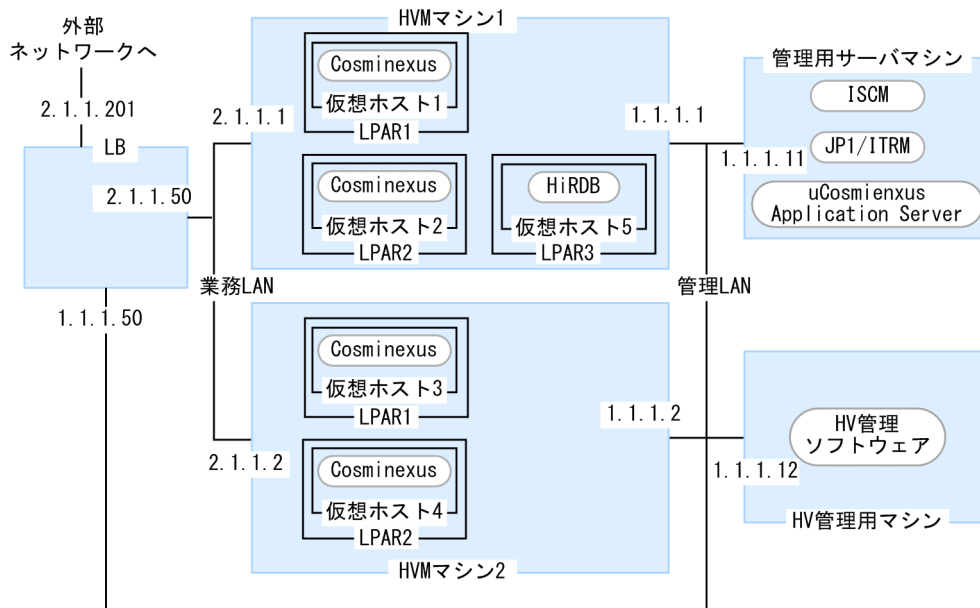 外部
ネットワークへ
2.1.1.201
LB
2.1.1.50
1.1.1.50
業務LAN
2.1.1.1
2.1.1.2
HVMマシン1
Cosminexus
仮想ホスト1
LPAR1
Cosminexus
仮想ホスト2
LPAR2
HiRDB
仮想ホスト5
LPAR3
1.1.1.1
Cosminexus
仮想ホスト3
LPAR1
Cosminexus
仮想ホスト4
LPAR2
HVMマシン2
1.1.1.2
管理LAN
管理用サーバマシン
ISCM
JP1/ITRM
uCosmienxus
Application Server
1.1.1.11
HV管理
ソフトウェア
1.1.1.12
HV管理用マシン